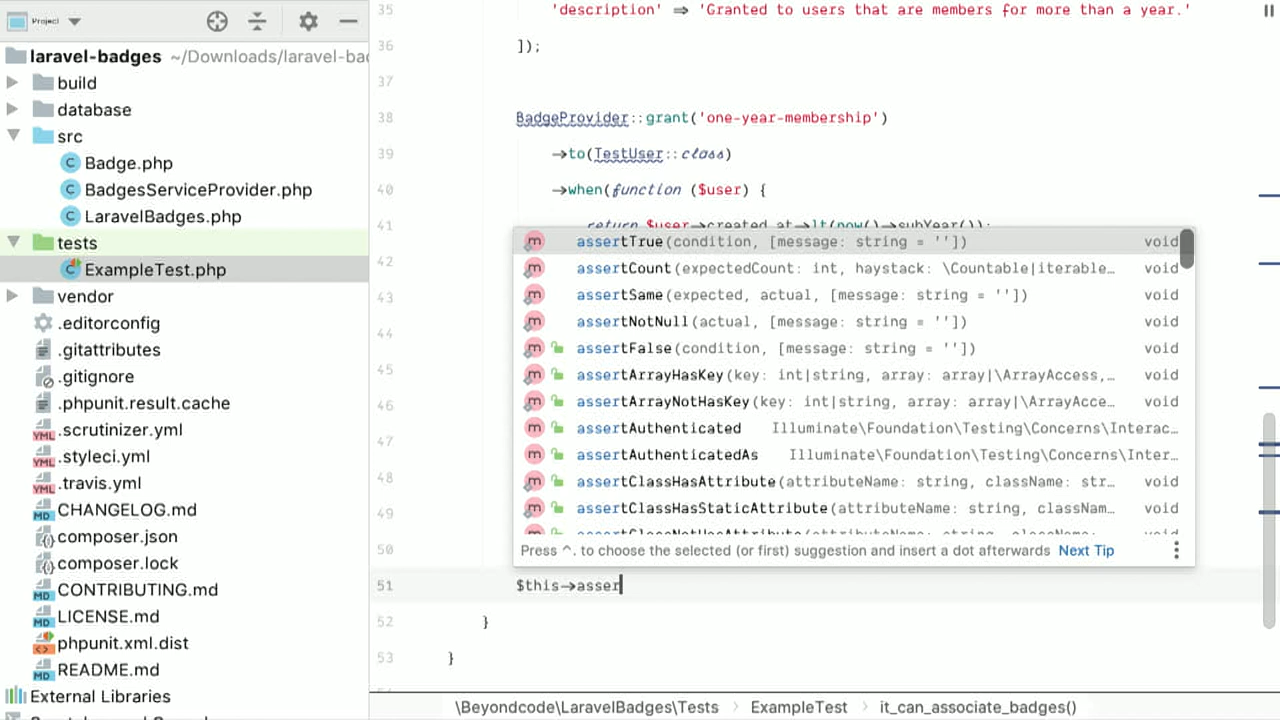 Project
laravel-badges ~/Downloads/laravel-bad
build
database
src
Badge.php
BadgesServiceProvider.php
LaravelBadges.php
tests
ExampleTest.php
vendor
.editorconfig
.gitattributes
.gitignore
.phpunit.result.cache
.scrutinizer.yml
.styleci.yml
.travis.yml
CHANGELOG.md
composer.json
composer.lock
CONTRIBUTING.md
LICENSE.md
phpunit.xml.dist
README.md
External Libraries
35 'description' => 'Granted to users that are members for more than a year.'
36 ]);
37
38 BadgeProvider::grant('one-year-membership')
39 ->to(TestUser::class)
40 ->when(function ($user) {
41 return $user->created_at->lt(now()->subYear());
42
43
44
45
46
47
48
49
50
assertTrue(condition, [message: string = '']) void
assertCount(expectedCount: int, haystack: \Countable|iterable… void
assertSame(expected, actual, [message: string = '']) void
assertNotNull(actual, [message: string = '']) void
assertFalse(condition, [message: string = '']) void
assertArrayHasKey(key: int|string, array: array|\ArrayAccess,… void
assertArrayNotHasKey(key: int|string, array: array|\ArrayAcce… void
assertAuthenticated Illuminate\Foundation\Testing\Concerns\Interac…
assertAuthenticatedAs Illuminate\Foundation\Testing\Concerns\Inter…
assertClassHasAttribute(attributeName: string, className: str… void
assertClassHasStaticAttribute(attributeName: string, classNam… void
Press ^. to choose the selected (or first) suggestion and insert a dot afterwards Next Tip
51 $this->asser
52 }
53 }
\Beyondcode\LaravelBadges\Tests > ExampleTest > it_can_associate_badges()